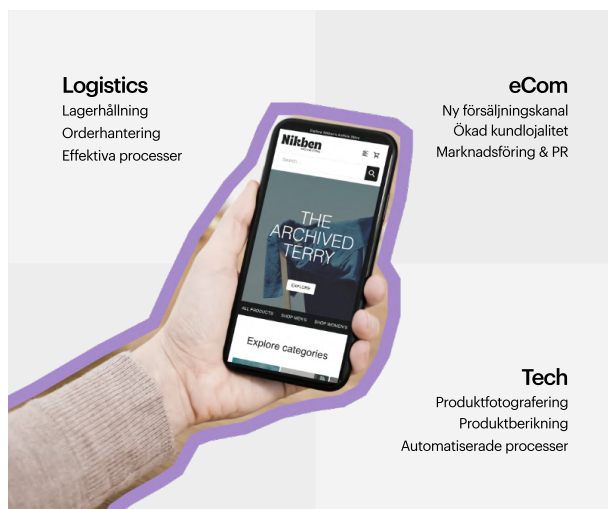 Logistics
Lagerhållning
Orderhantering
Effektiva processer
eCom
Ny försäljningskanal
Ökad kundlojalitet
Marknadsföring & PR
Nikben
Search...
THE
ARCHIVED
TERRY
EXPLORE
ALL PRODUCTS SHOP MEN'S SHOP WOMEN'S
Explore categories
Tech
Produktfotografering
Produktberikning
Automatiserade processer